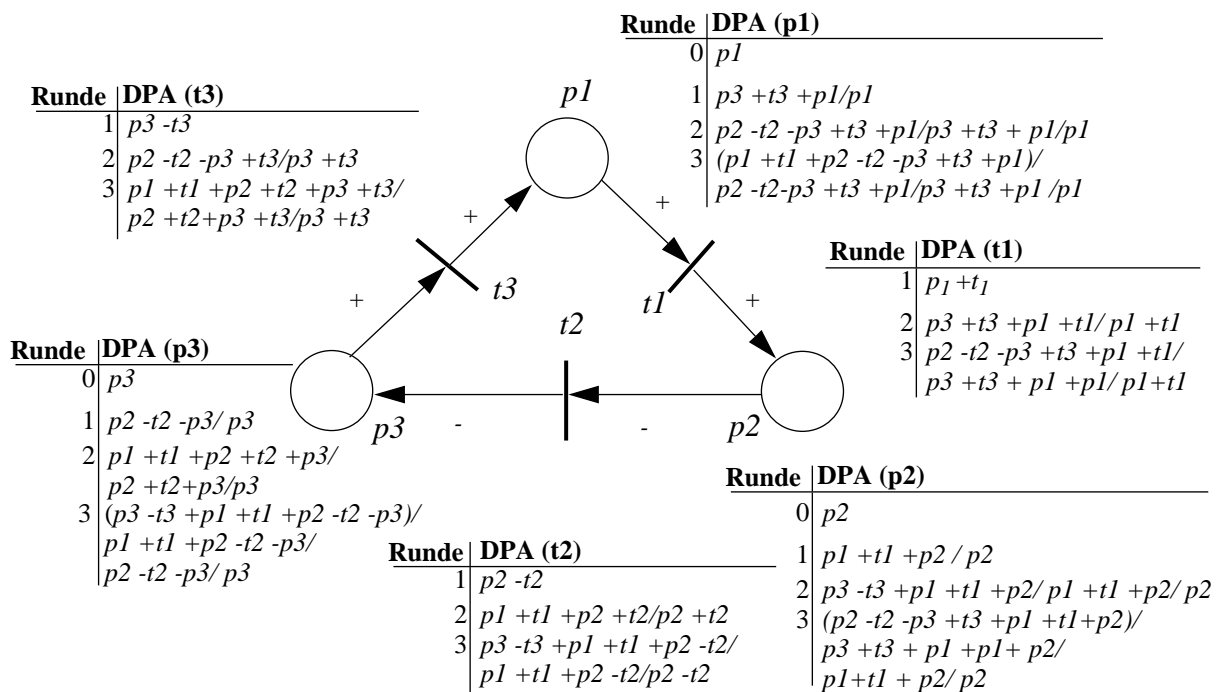 Runde DPA (p1)
0 p1
1 p3 +t3 +p1/p1
2 p2 -t2 -p3 +t3 +p1/p3 +t3 + p1/p1
3 (p1 +t1 +p2 -t2 -p3 +t3 +p1)/
p2 -t2-p3 +t3 +p1/p3 +t3 +p1 /p1
Runde DPA (t3)
1 p3 -t3
2 p2 -t2 -p3 +t3/p3 +t3
3 p1 +t1 +p2 +t2 +p3 +t3/
p2 +t2+p3 +t3/p3 +t3
p1
+
+
t3
t1
+
+
t2
Runde DPA (t1)
1 p1 +t1
2 p3 +t3 +p1 +t1/ p1 +t1
3 p2 -t2 -p3 +t3 +p1 +t1/
p3 +t3 + p1 +p1/ p1+t1
Runde DPA (p3)
0 p3
1 p2 -t2 -p3/ p3
2 p1 +t1 +p2 +t2 +p3/
p2 +t2+p3/p3
3 (p3 -t3 +p1 +t1 +p2 -t2 -p3)/
p1 +t1 +p2 -t2 -p3/
p2 -t2 -p3/ p3
p3
-
-
p2
Runde DPA (p2)
0 p2
1 p1 +t1 +p2 / p2
2 p3 -t3 +p1 +t1 +p2/ p1 +t1 +p2/ p2
3 (p2 -t2 -p3 +t3 +p1 +t1+p2)/
p3 +t3 + p1 +p1+ p2/
p1+t1 + p2/ p2
Runde DPA (t2)
1 p2 -t2
2 p1 +t1 +p2 +t2/p2 +t2
3 p3 -t3 +p1 +t1 +p2 -t2/
p1 +t1 +p2 -t2/p2 -t2